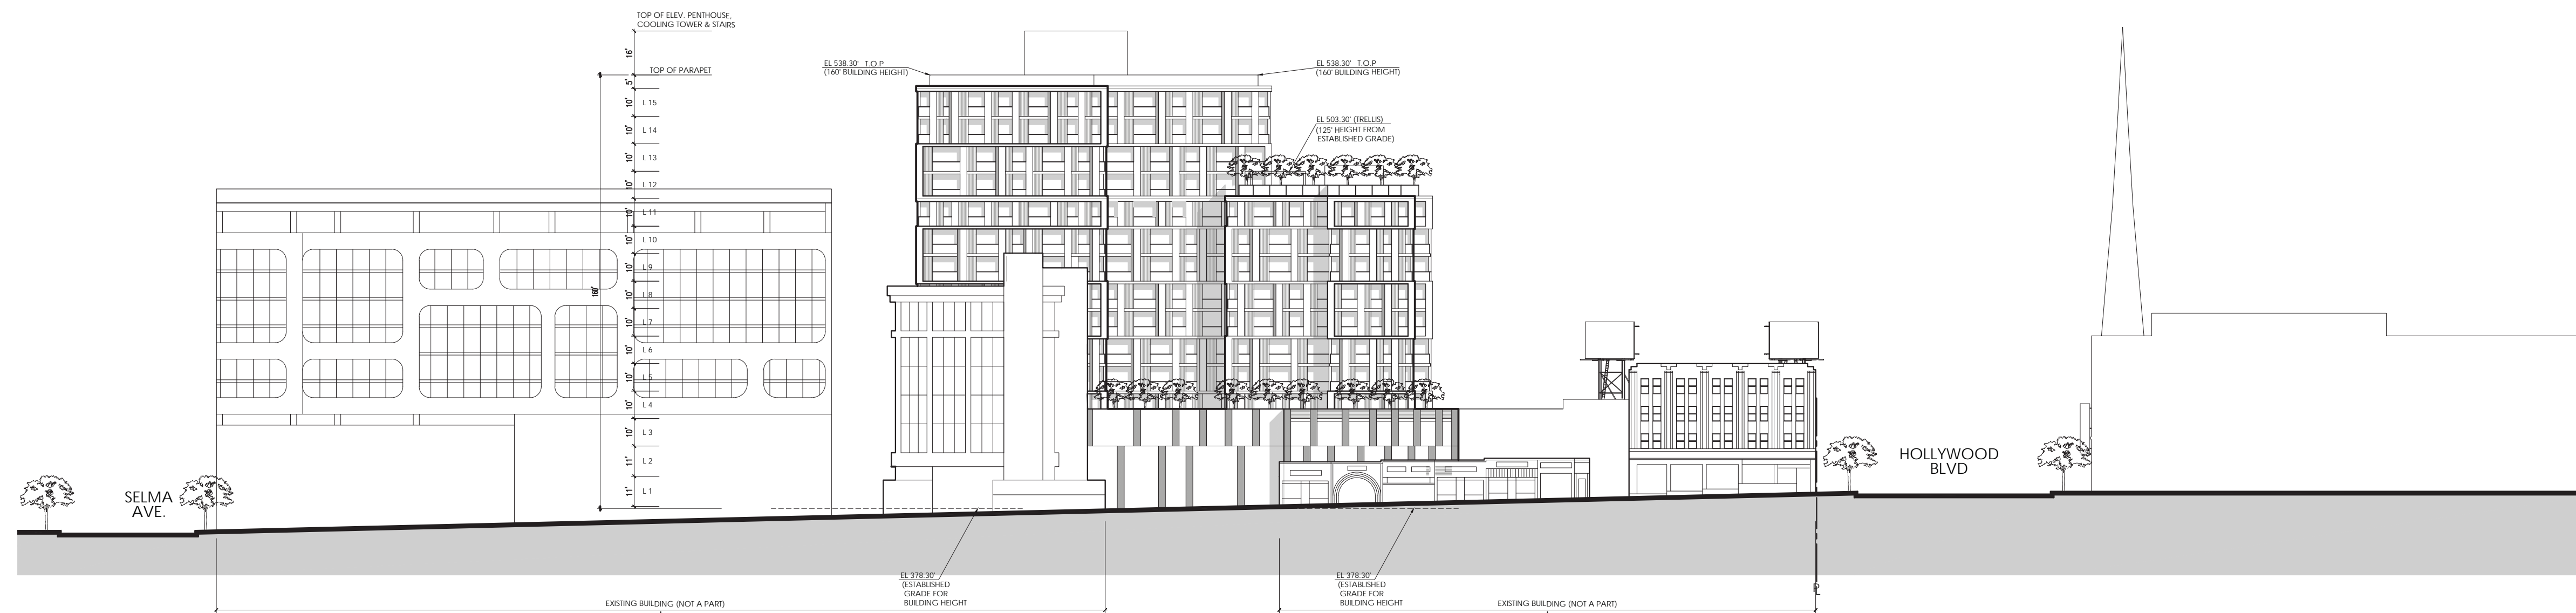 TOP OF ELEV. PENTHOUSE,
COOLING TOWER & STAIRS
16'
TOP OF PARAPET
5'
10' L 15
10' L 14
10' L 13
10' L 12
10' L 11
10' L 10
10' L 9
10' L 8
10' L 7
10' L 6
10' L 5
10' L 4
10' L 3
11' L 2
11' L 1
160'
EL 538.30' T.O.P
(160' BUILDING HEIGHT)
EL 538.30' T.O.P
(160' BUILDING HEIGHT)
EL 503.30' (TRELLIS)
(125' HEIGHT FROM
ESTABLISHED GRADE)
SELMA
AVE.
HOLLYWOOD
BLVD
EL 378.30'
(ESTABLISHED
GRADE FOR
BUILDING HEIGHT
EL 378.30'
(ESTABLISHED
GRADE FOR
BUILDING HEIGHT
PL
EXISTING BUILDING (NOT A PART)
EXISTING BUILDING (NOT A PART)